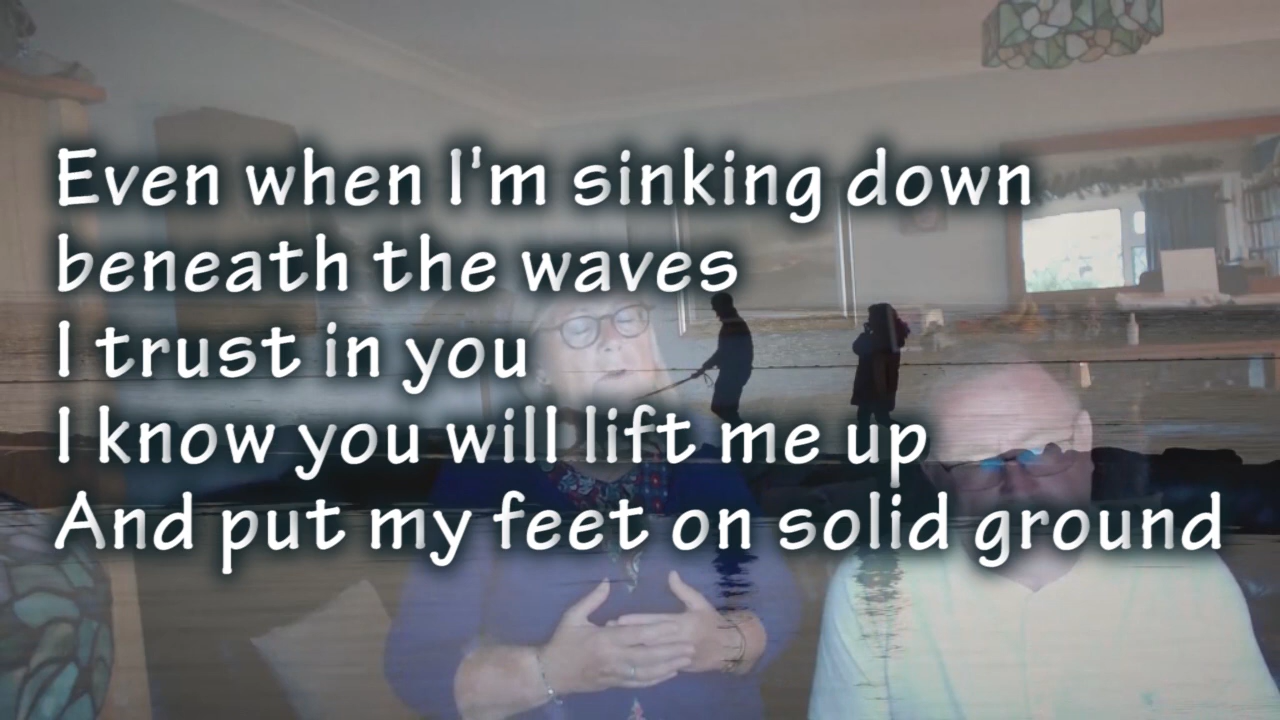 Even when I'm sinking down
beneath the waves
I trust in you
I know you will lift me up
And put my feet on solid ground